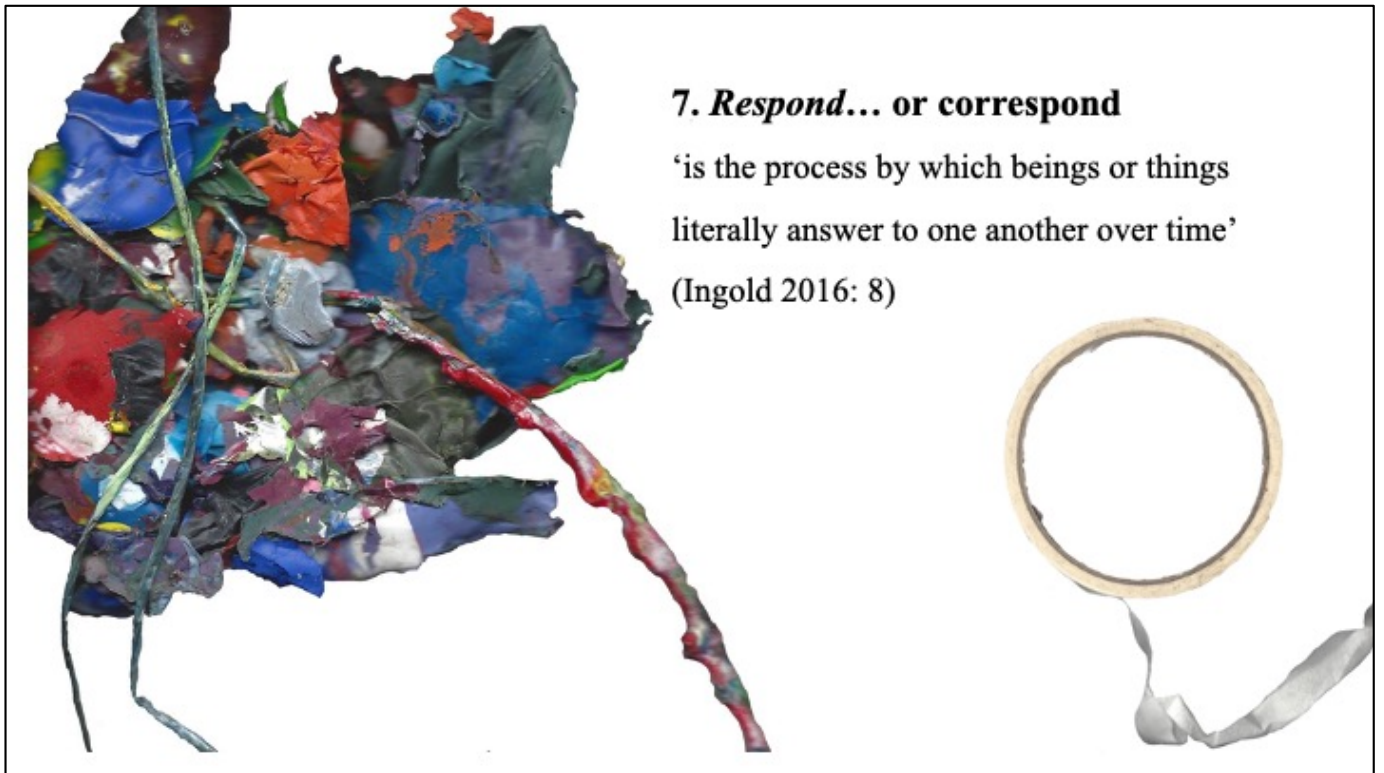 7. Respond… or correspond
‘is the process by which beings or things
literally answer to one another over time’
(Ingold 2016: 8)